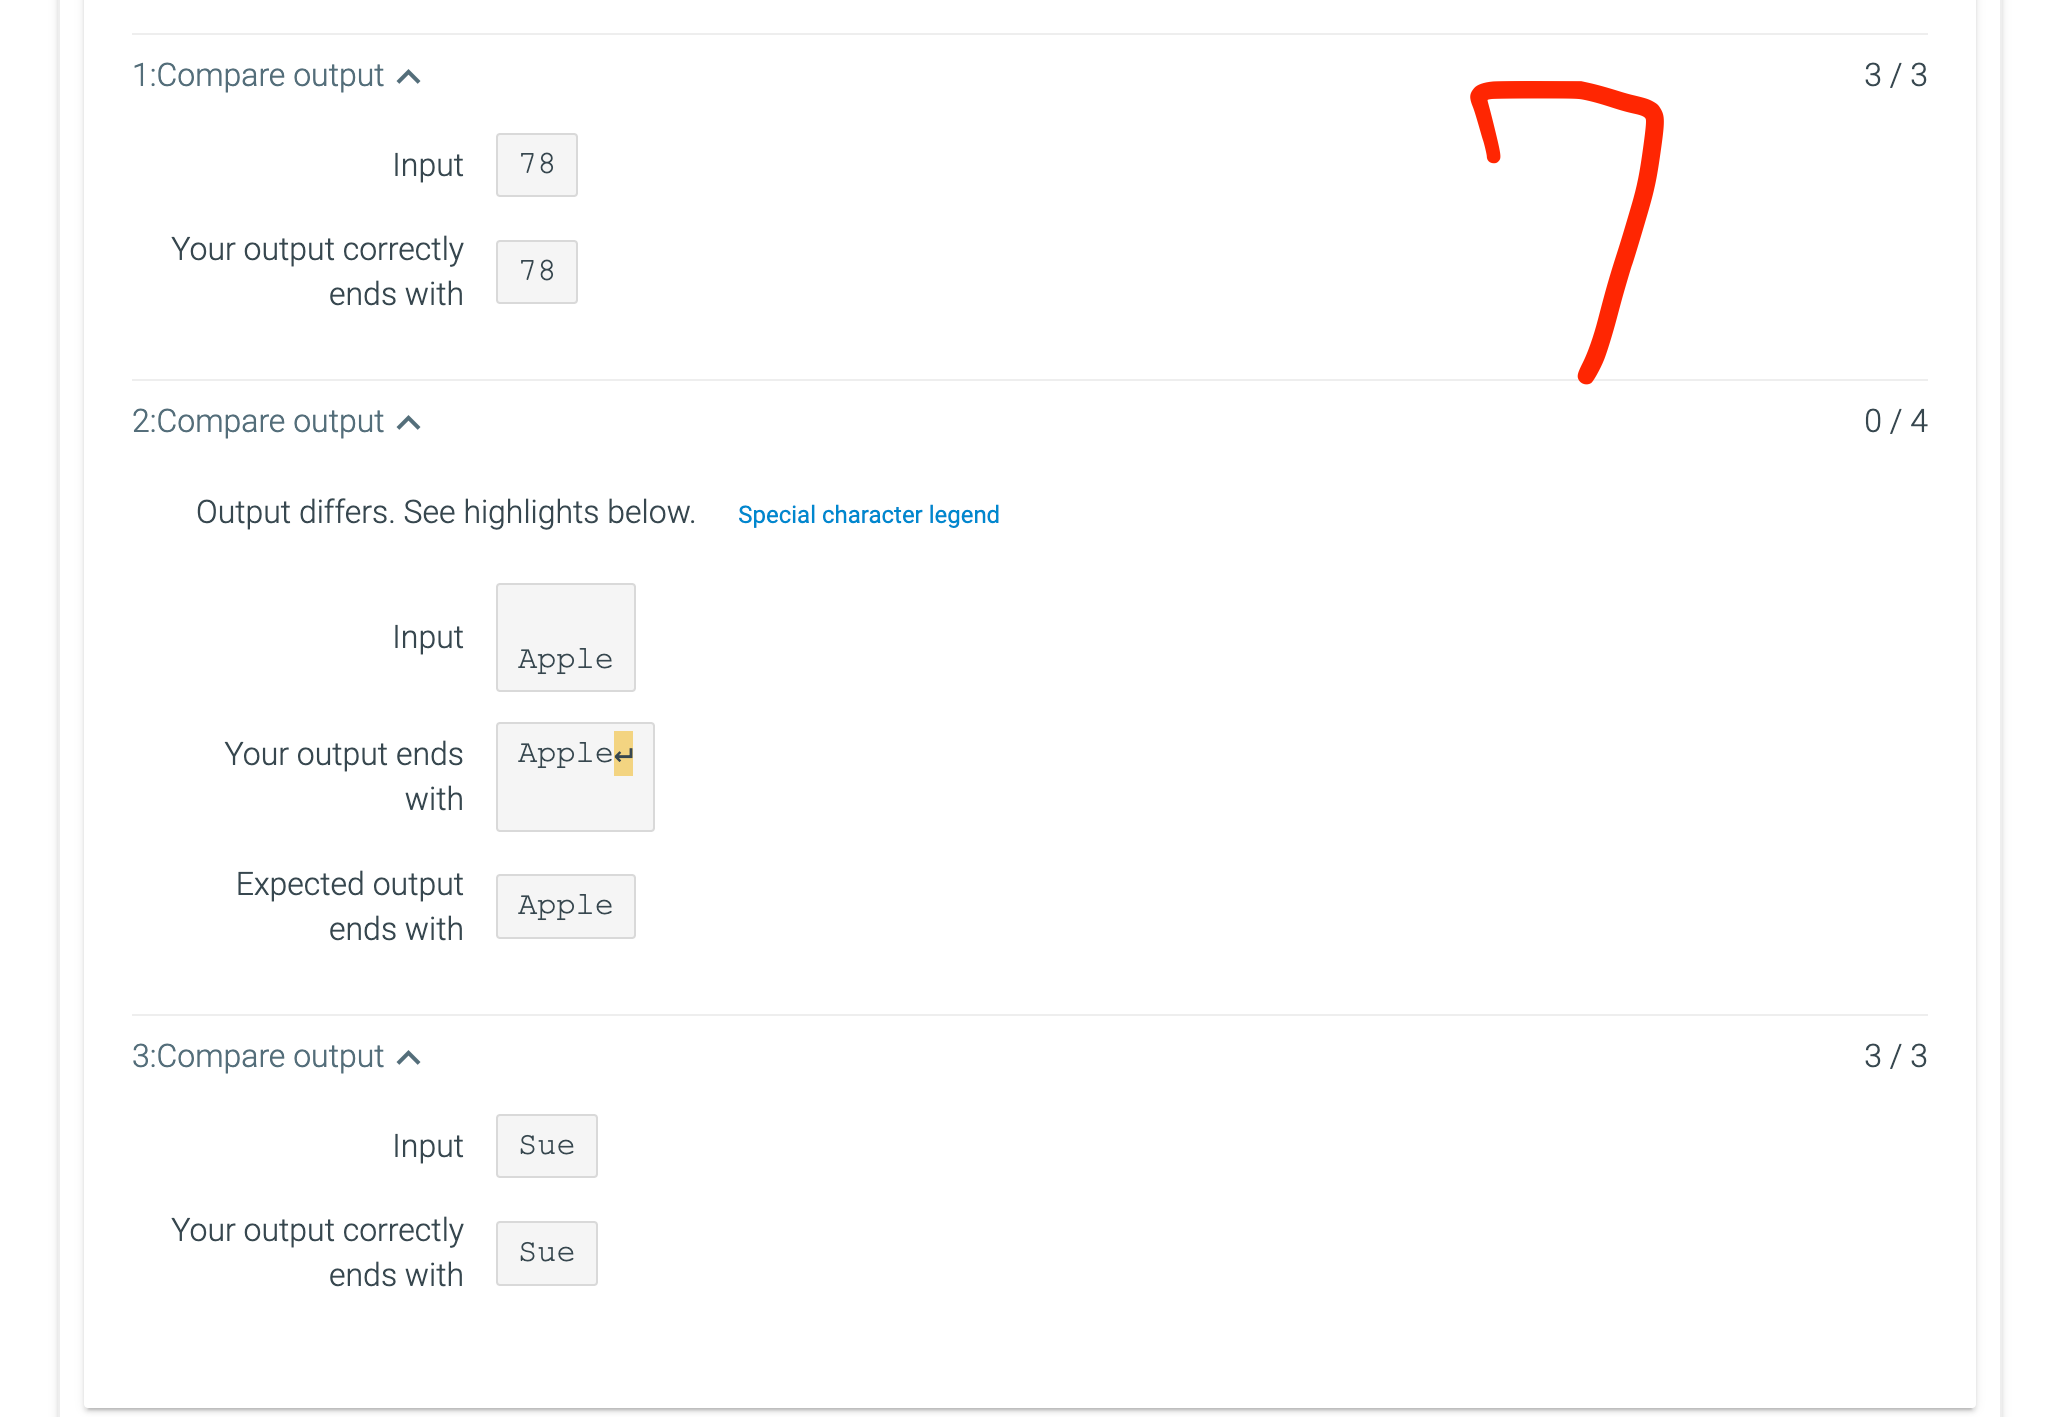 1:Compare output 3 / 3
7
Input 78
Your output correctly
ends with 78
2:Compare output 0 / 4
Output differs. See highlights below. Special character legend
Input Apple
Your output ends
with Apple↵
Expected output
ends with Apple
3:Compare output 3 / 3
Input Sue
Your output correctly
ends with Sue